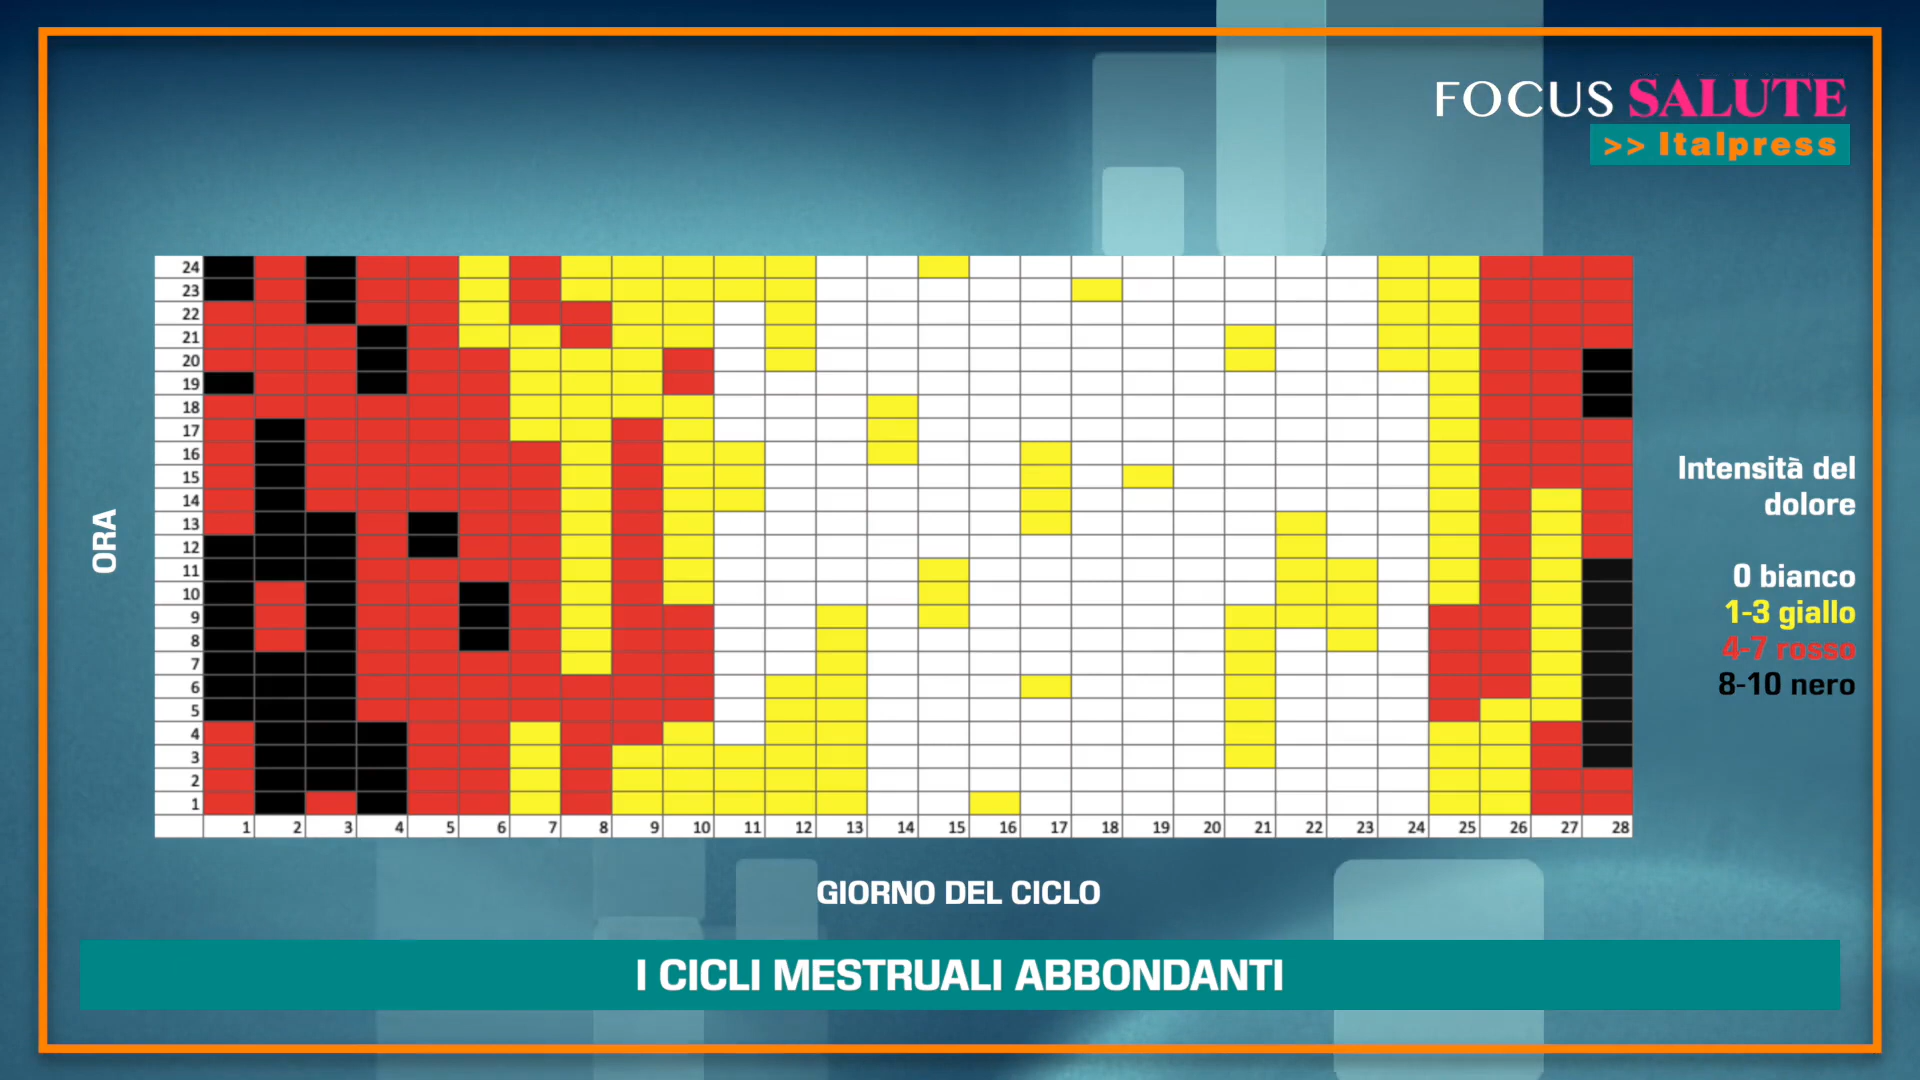 FOCUS SALUTE
>> Italpress
24
23
22
21
20
19
18
17
16
15
14
13
12
11
10
9
8
7
6
5
4
3
2
1
ORA
1 2 3 4 5 6 7 8 9 10 11 12 13 14 15 16 17 18 19 20 21 22 23 24 25 26 27 28
Intensità del
dolore
0 bianco
1-3 giallo
4-7 rosso
8-10 nero
GIORNO DEL CICLO
I CICLI MESTRUALI ABBONDANTI